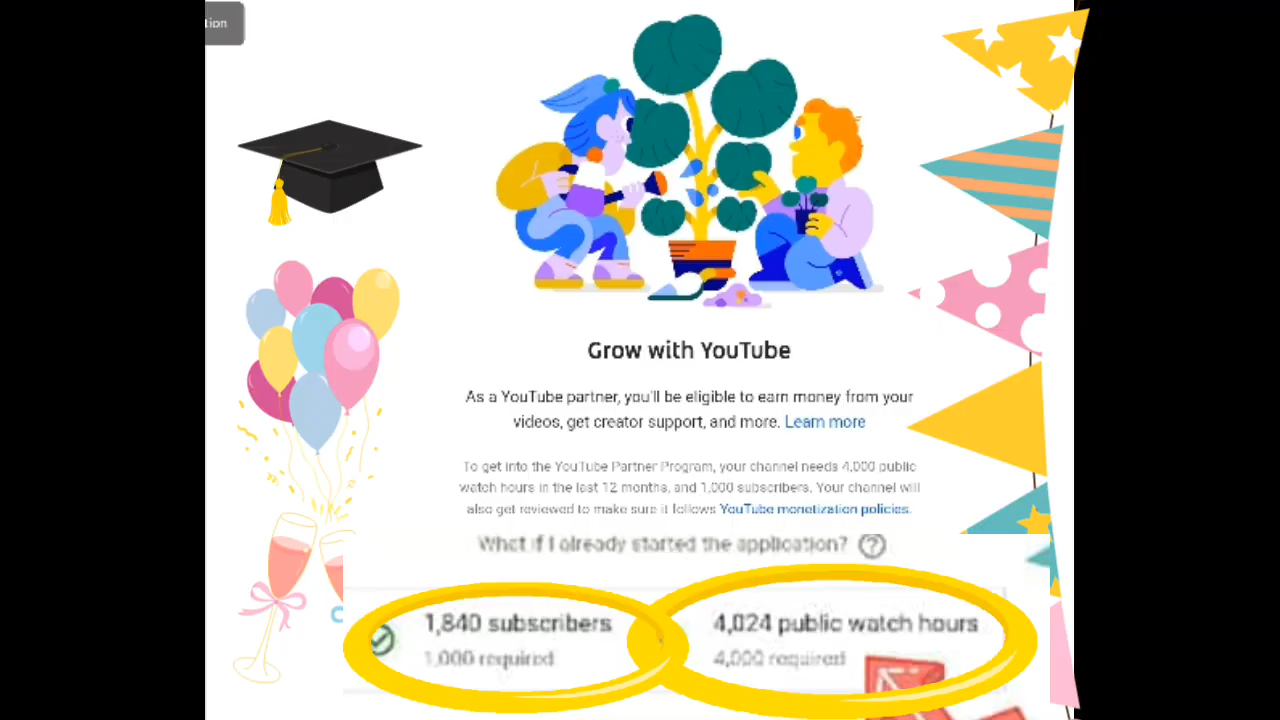 tion
Grow with YouTube
As a YouTube partner, you'll be eligible to earn money from your
videos, get creator support, and more. Learn more
To get into the YouTube Partner Program, your channel needs 4,000 public
watch hours in the last 12 months, and 1,000 subscribers. Your channel will
also get reviewed to make sure it follows YouTube monetization policies.
What if I already started the application? ?
1,840 subscribers
1,000 required
4,024 public watch hours
4,000 required